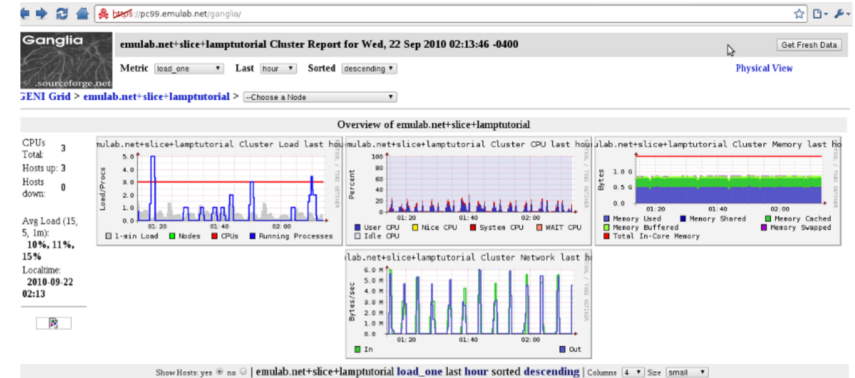 https://pc99.emulab.net/ganglia/
Ganglia
.sourceforge.net
emulab.net+slice+lamptutorial Cluster Report for Wed, 22 Sep 2010 02:13:46 -0400
Get Fresh Data
Metric load_one Last hour Sorted descending
Physical View
GENI Grid > emulab.net+slice+lamptutorial > --Choose a Node
Overview of emulab.net+slice+lamptutorial
CPUs Total: 3
Hosts up: 3
Hosts down: 0
Avg Load (15, 5, 1m):
10%, 11%, 15%
Localtime:
2010-09-22 02:13
mulab.net+slice+lamptutorial Cluster Load last hou
Load/Procs
5.0
4.0
3.0
2.0
1.0
0.0
01:20 01:40 02:00
1-min Load Nodes CPUs Running Processes
mulab.net+slice+lamptutorial Cluster CPU last hou
Percent
100
80
60
40
20
0
01:20 01:40 02:00
User CPU Nice CPU System CPU WAIT CPU
Idle CPU
ulab.net+slice+lamptutorial Cluster Memory last ho
Bytes
1.0 G
0.5 G
0.0
01:20 01:40 02:00
Memory Used Memory Shared Memory Cached
Memory Buffered Memory Swapped
Total In-Core Memory
lab.net+slice+lamptutorial Cluster Network last h
Bytes/sec
6.0 M
5.0 M
4.0 M
3.0 M
2.0 M
1.0 M
0.0
01:20 01:40 02:00
In Out
Show Hosts: yes no | emulab.net+slice+lamptutorial load_one last hour sorted descending | Columns 4 Size small